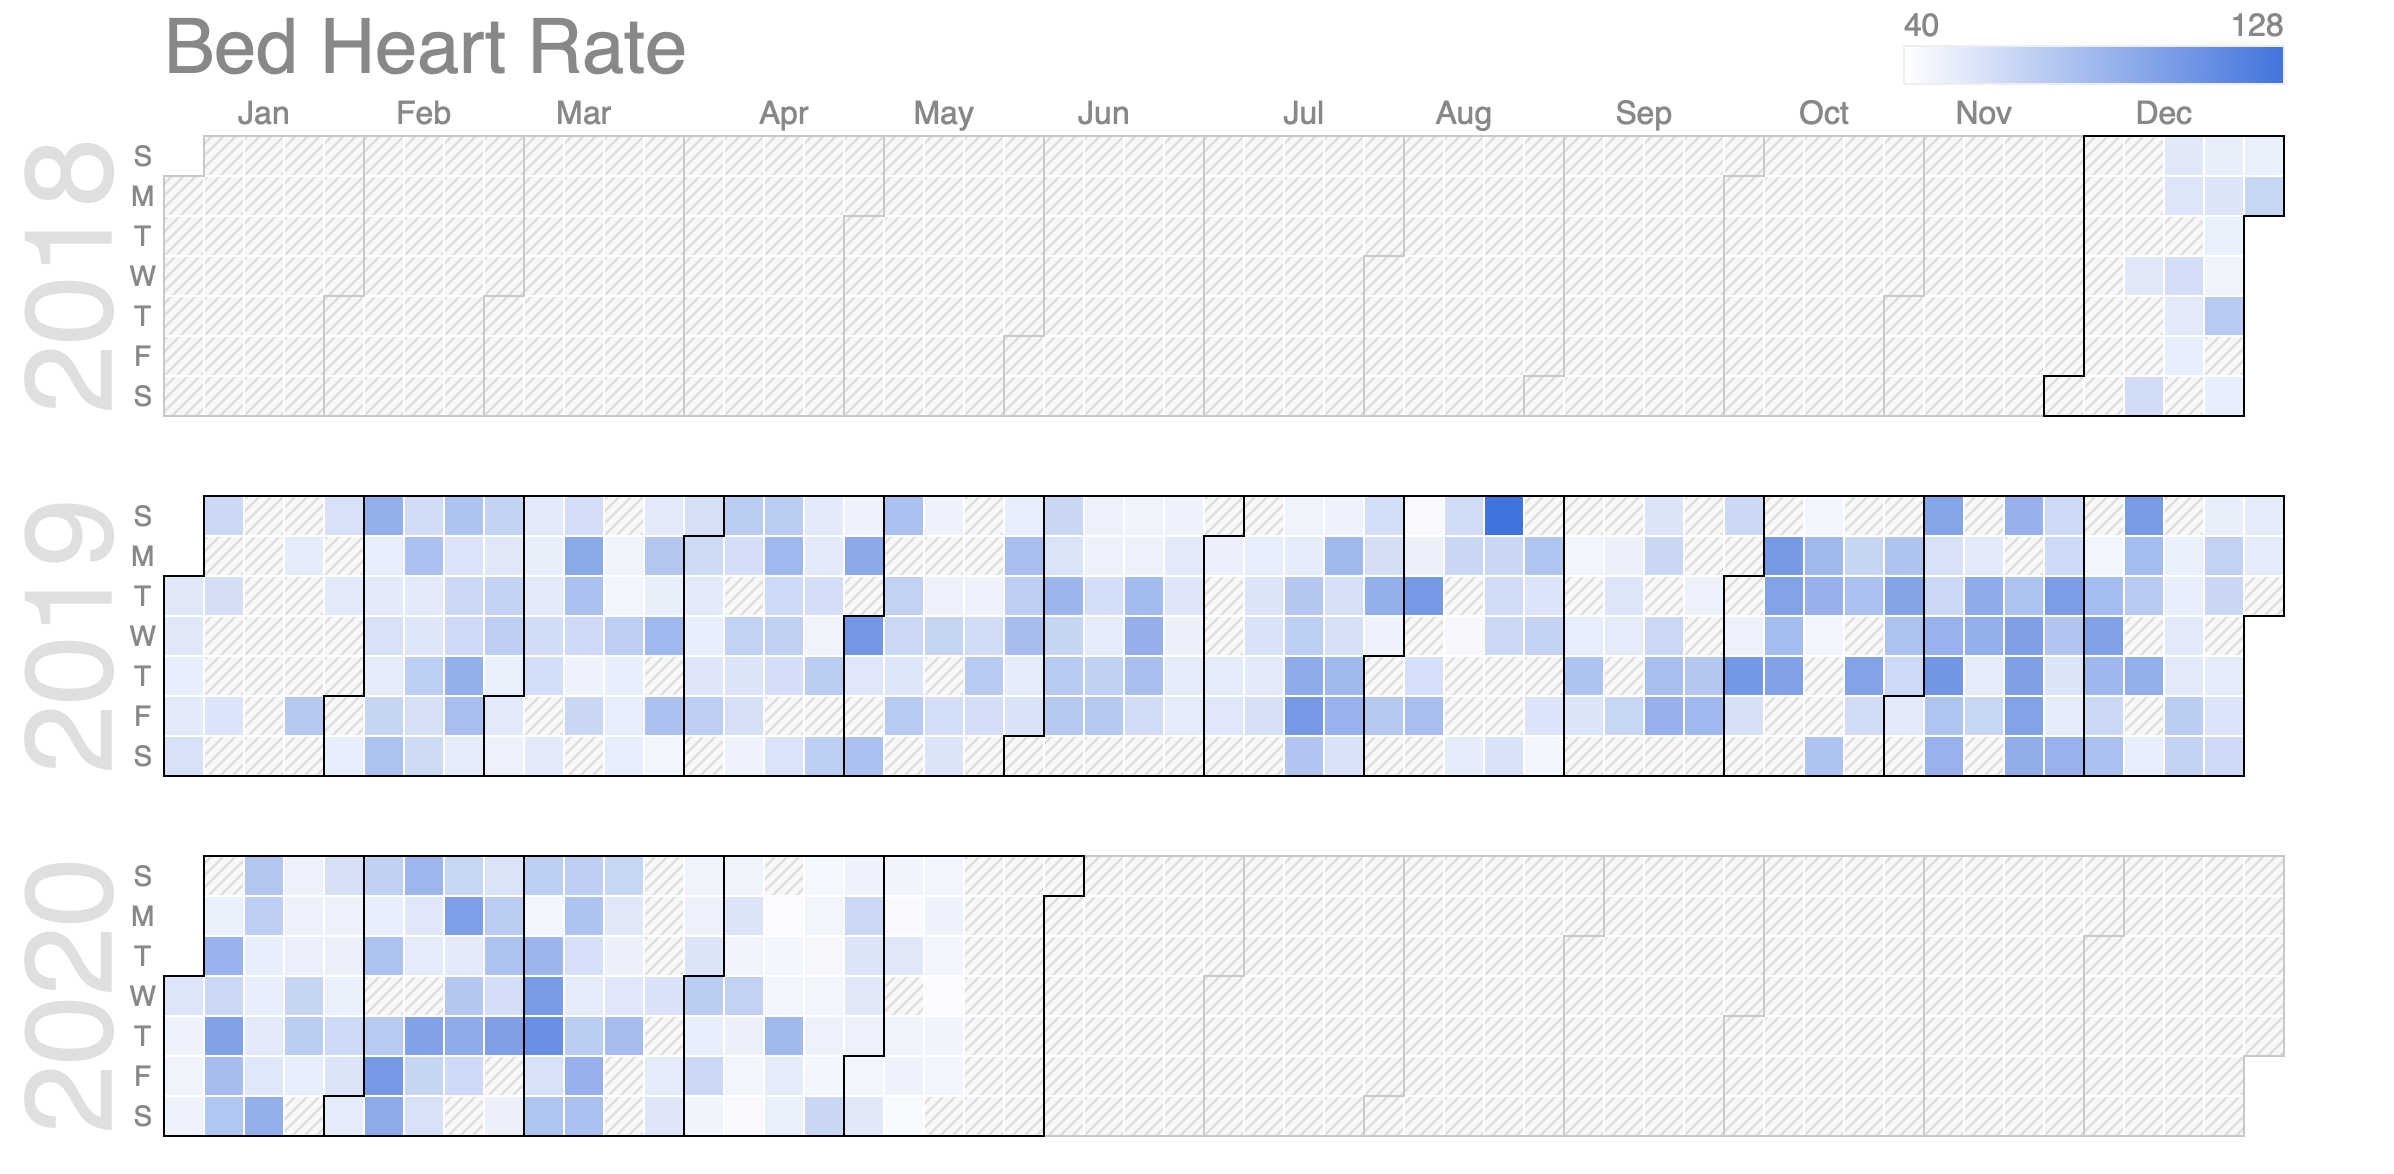 Bed Heart Rate
40 128
Jan Feb Mar Apr May Jun Jul Aug Sep Oct Nov Dec
2018
S
M
T
W
T
F
S
2019
S
M
T
W
T
F
S
2020
S
M
T
W
T
F
S